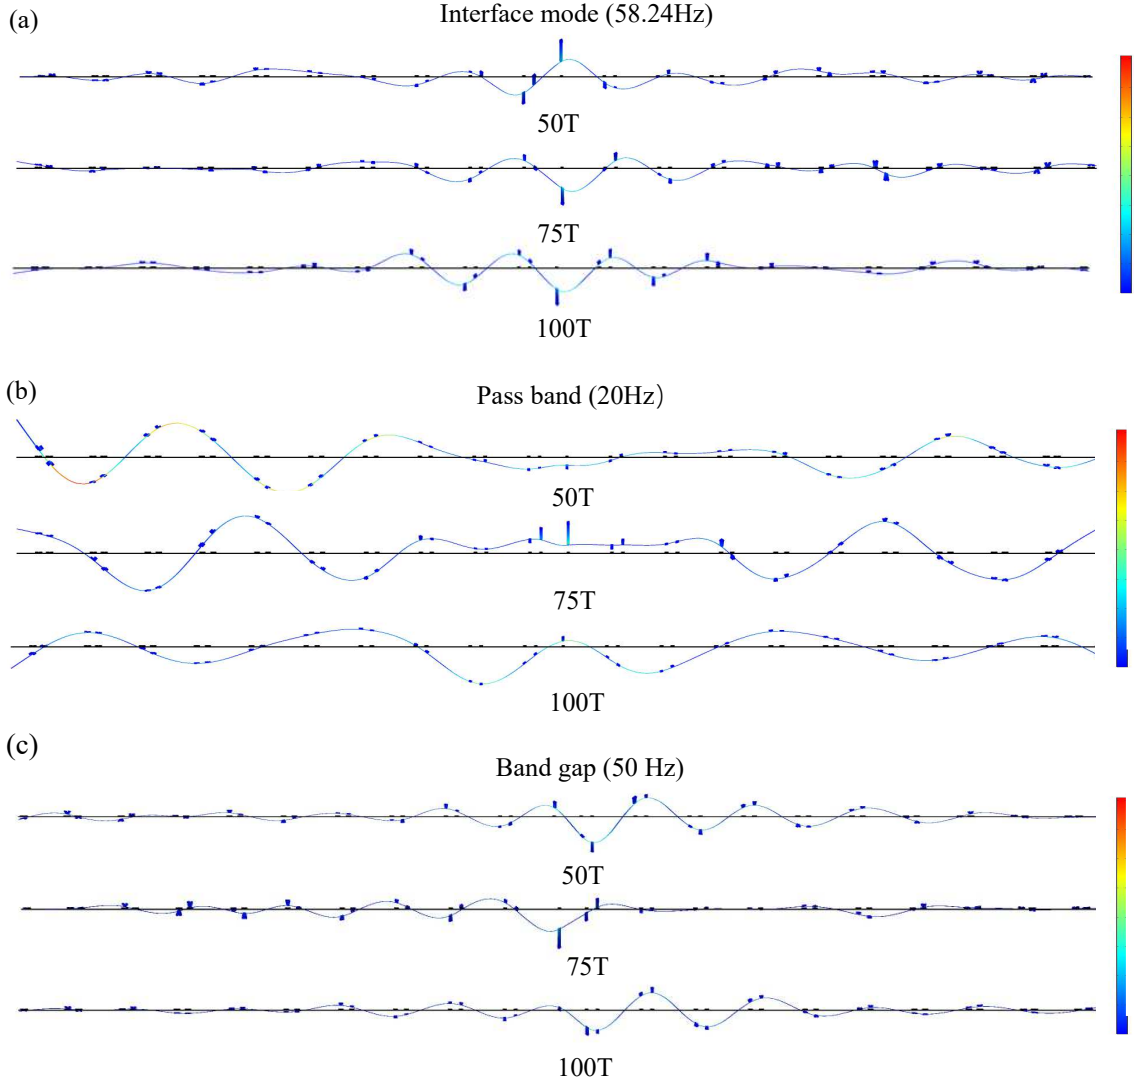 (a)
Interface mode (58.24Hz)
50T
75T
100T
(b)
Pass band (20Hz)
50T
75T
100T
(c)
Band gap (50 Hz)
50T
75T
100T